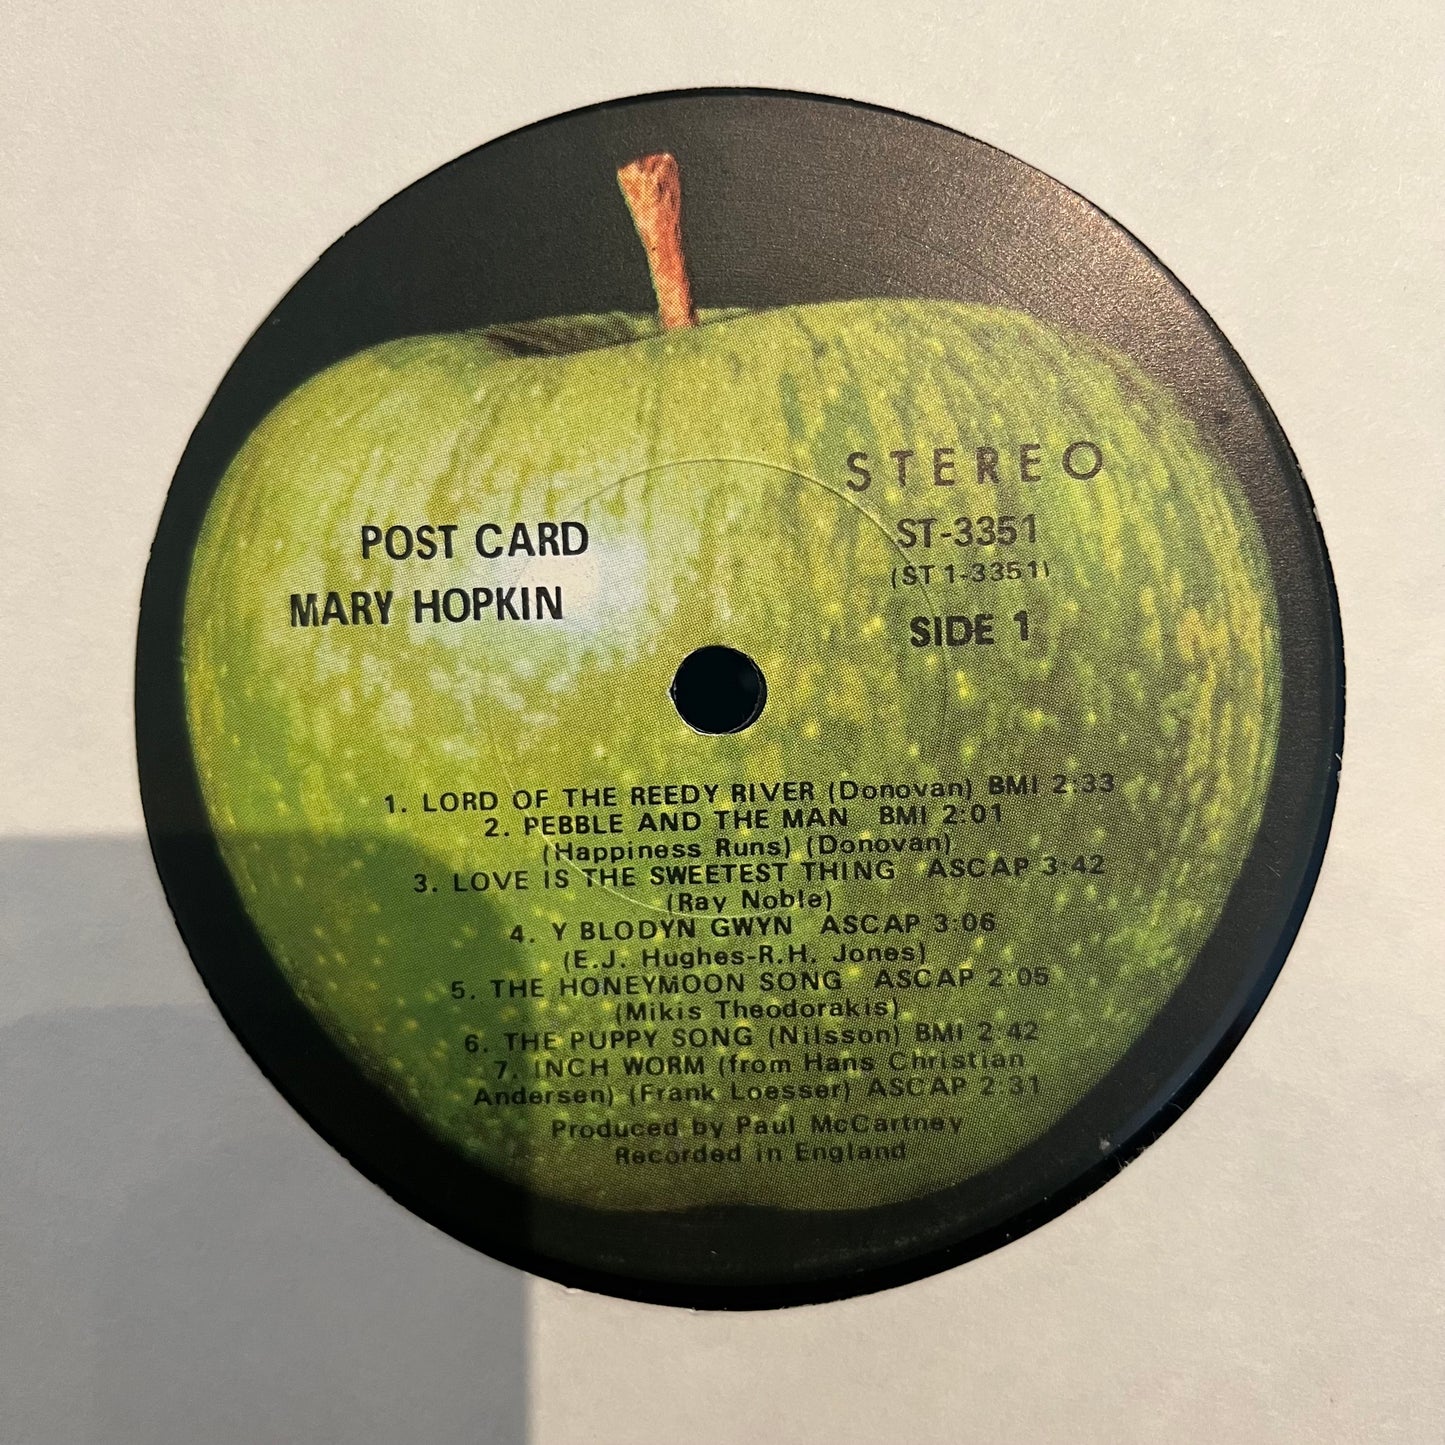 STEREO
POST CARD
MARY HOPKIN
ST-3351
(ST 1-3351)
SIDE 1
1. LORD OF THE REEDY RIVER (Donovan) BMI 2:33
2. PEBBLE AND THE MAN BMI 2:01
(Happiness Runs) (Donovan)
3. LOVE IS THE SWEETEST THING ASCAP 3:42
(Ray Noble)
4. Y BLODYN GWYN ASCAP 3:06
(E.J. Hughes-R.H. Jones)
5. THE HONEYMOON SONG ASCAP 2:05
(Mikis Theodorakis)
6. THE PUPPY SONG (Nilsson) BMI 2:42
7. INCH WORM (from Hans Christian
Andersen) (Frank Loesser) ASCAP 2:31
Produced by Paul McCartney
Recorded in England